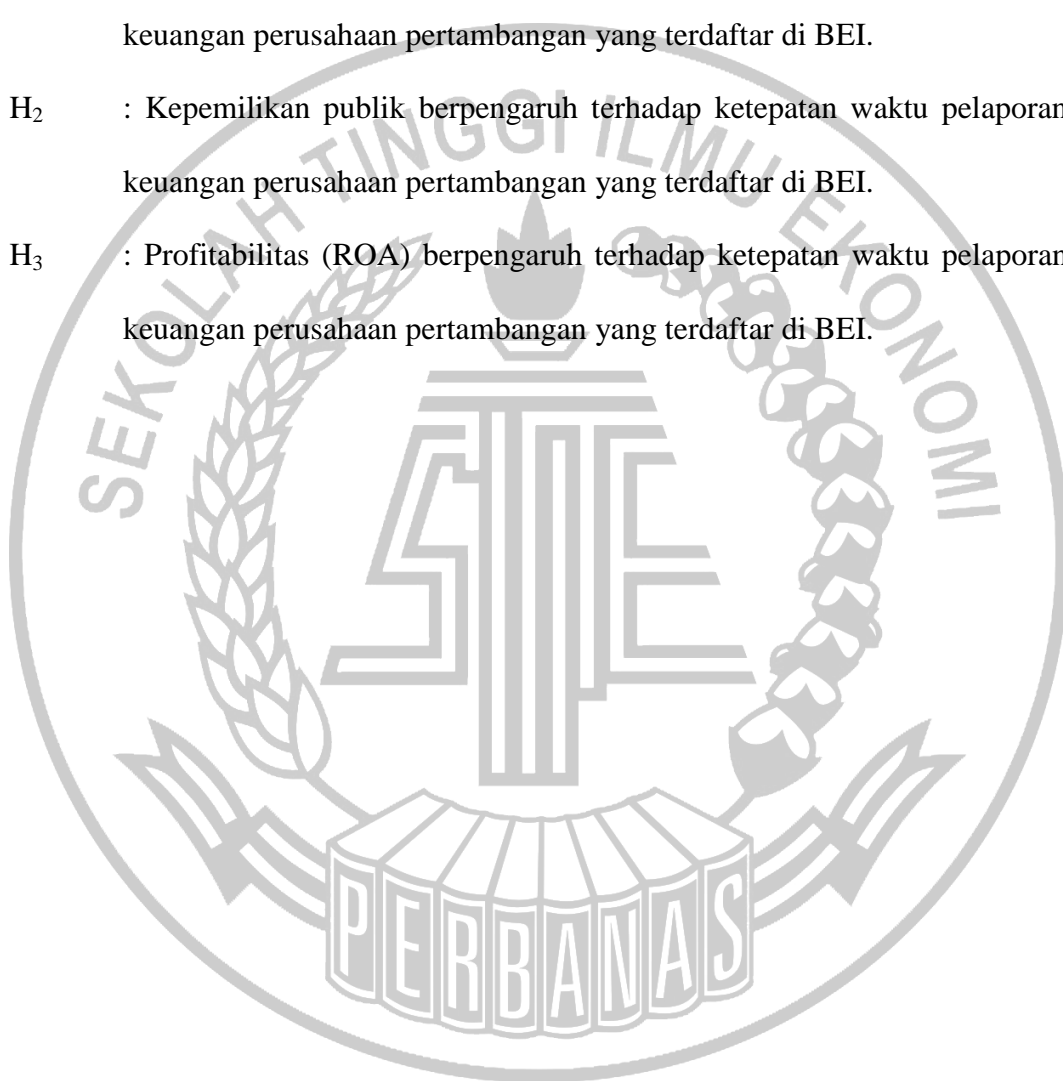 keuangan perusahaan pertambangan yang terdaftar di BEI.
H₂ : Kepemilikan publik berpengaruh terhadap ketepatan waktu pelaporan
keuangan perusahaan pertambangan yang terdaftar di BEI.
H₃ : Profitabilitas (ROA) berpengaruh terhadap ketepatan waktu pelaporan
keuangan perusahaan pertambangan yang terdaftar di BEI.
SEKOLAH TINGGI ILMU EKONOMI
STIE
PERBANAS